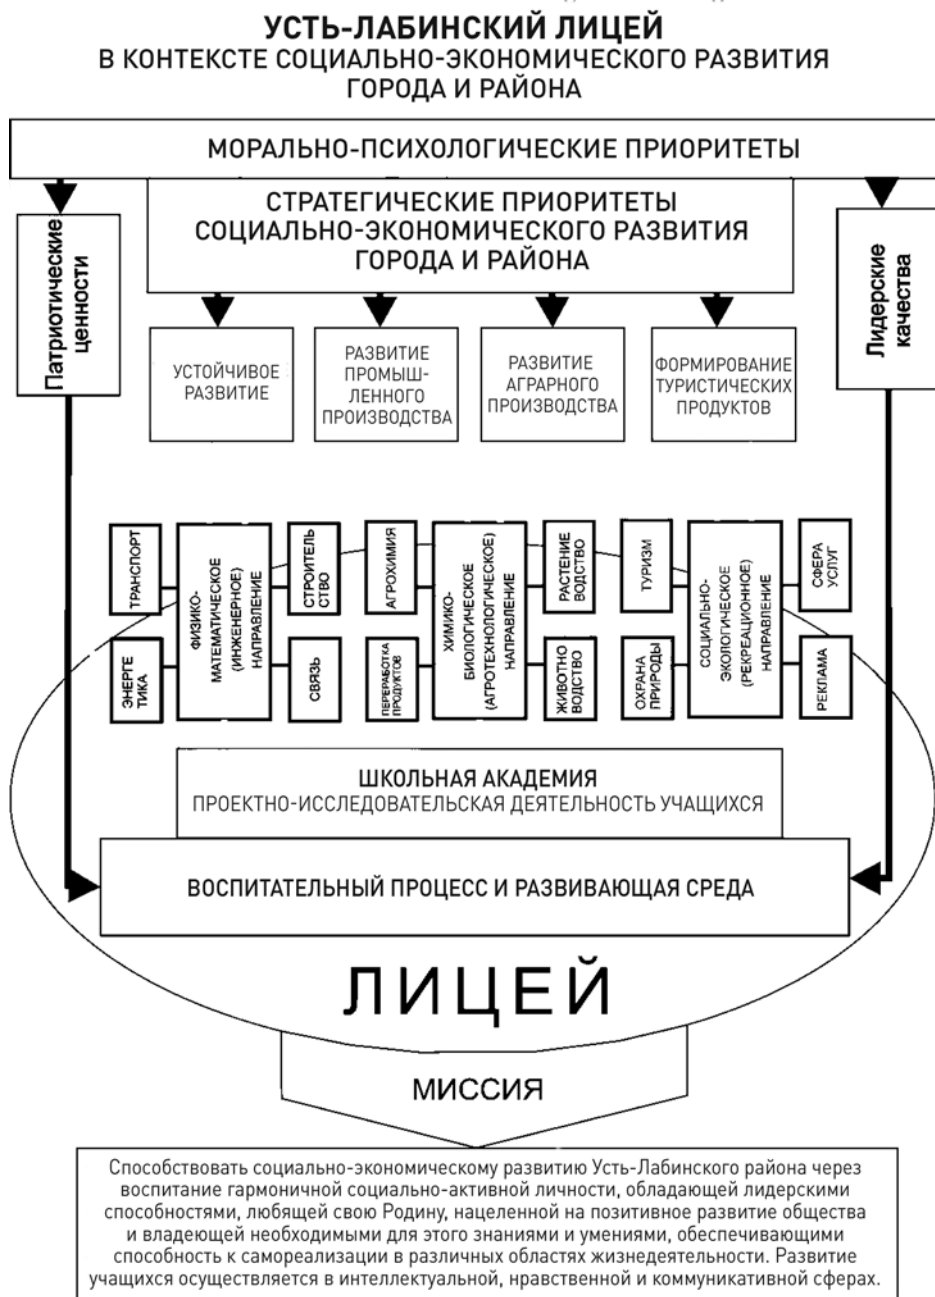 УСТЬ-ЛАБИНСКИЙ ЛИЦЕЙ
В КОНТЕКСТЕ СОЦИАЛЬНО-ЭКОНОМИЧЕСКОГО РАЗВИТИЯ
ГОРОДА И РАЙОНА
МОРАЛЬНО-ПСИХОЛОГИЧЕСКИЕ ПРИОРИТЕТЫ
СТРАТЕГИЧЕСКИЕ ПРИОРИТЕТЫ
СОЦИАЛЬНО-ЭКОНОМИЧЕСКОГО РАЗВИТИЯ
ГОРОДА И РАЙОНА
Патриотические
ценности
Лидерские
качества
УСТОЙЧИВОЕ
РАЗВИТИЕ
РАЗВИТИЕ
ПРОМЫШ-
ЛЕННОГО
ПРОИЗВОДСТВА
РАЗВИТИЕ
АГРАРНОГО
ПРОИЗВОДСТВА
ФОРМИРОВАНИЕ
ТУРИСТИЧЕСКИХ
ПРОДУКТОВ
ТРАНСПОРТ
ЭНЕРГЕ
ТИКА
ФИЗИКО-
МАТЕМАТИЧЕСКОЕ
(ИНЖЕНЕРНОЕ)
НАПРАВЛЕНИЕ
СТРОИТЕЛЬ
СТВО
СВЯЗЬ
АГРОХИМИЯ
ПЕРЕРАБОТКА
ПРОДУКТОВ
ХИМИКО-
БИОЛОГИЧЕСКОЕ
(АГРОТЕХНОЛОГИЧЕСКОЕ)
НАПРАВЛЕНИЕ
РАСТЕНИЕ
ВОДСТВО
ЖИВОТНО
ВОДСТВО
ТУРИЗМ
ОХРАНА
ПРИРОДЫ
СОЦИАЛЬНО-
ЭКОЛОГИЧЕСКОЕ
(РЕКРЕАЦИОННОЕ)
НАПРАВЛЕНИЕ
СФЕРА
УСЛУГ
РЕКЛАМА
ШКОЛЬНАЯ АКАДЕМИЯ
ПРОЕКТНО-ИССЛЕДОВАТЕЛЬСКАЯ ДЕЯТЕЛЬНОСТЬ УЧАЩИХСЯ
ВОСПИТАТЕЛЬНЫЙ ПРОЦЕСС И РАЗВИВАЮЩАЯ СРЕДА
ЛИЦЕЙ
МИССИЯ
Способствовать социально-экономическому развитию Усть-Лабинского района через
воспитание гармоничной социально-активной личности, обладающей лидерскими
способностями, любящей свою Родину, нацеленной на позитивное развитие общества
и владеющей необходимыми для этого знаниями и умениями, обеспечивающими
способность к самореализации в различных областях жизнедеятельности. Развитие
учащихся осуществляется в интеллектуальной, нравственной и коммуникативной сферах.